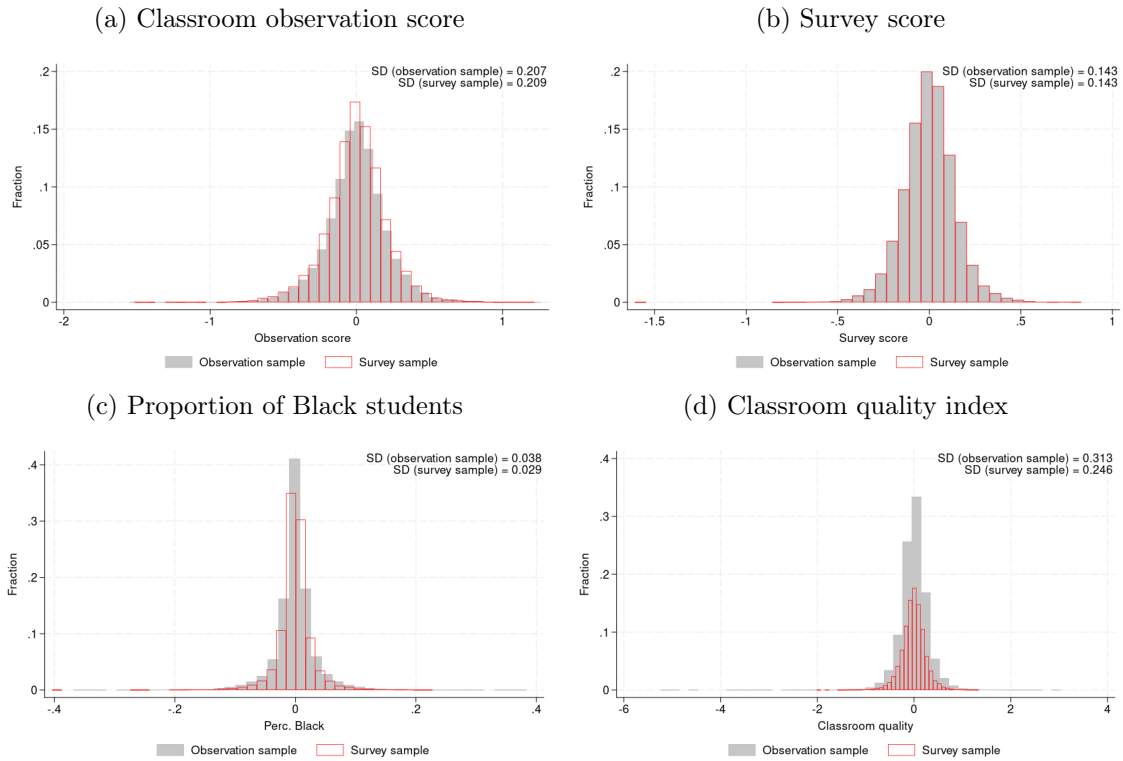 (a) Classroom observation score
SD (observation sample) = 0.207
SD (survey sample) = 0.209
.2
.15
.1
.05
0
Fraction
-2
-1
0
1
Observation score
Observation sample
Survey sample
(b) Survey score
SD (observation sample) = 0.143
SD (survey sample) = 0.143
.2
.15
.1
.05
0
Fraction
-1.5
-1
-.5
0
.5
1
Survey score
Observation sample
Survey sample
(c) Proportion of Black students
SD (observation sample) = 0.038
SD (survey sample) = 0.029
.4
.3
.2
.1
0
Fraction
-.4
-.2
0
.2
.4
Perc. Black
Observation sample
Survey sample
(d) Classroom quality index
SD (observation sample) = 0.313
SD (survey sample) = 0.246
.4
.3
.2
.1
0
Fraction
-6
-4
-2
0
2
4
Classroom quality
Observation sample
Survey sample